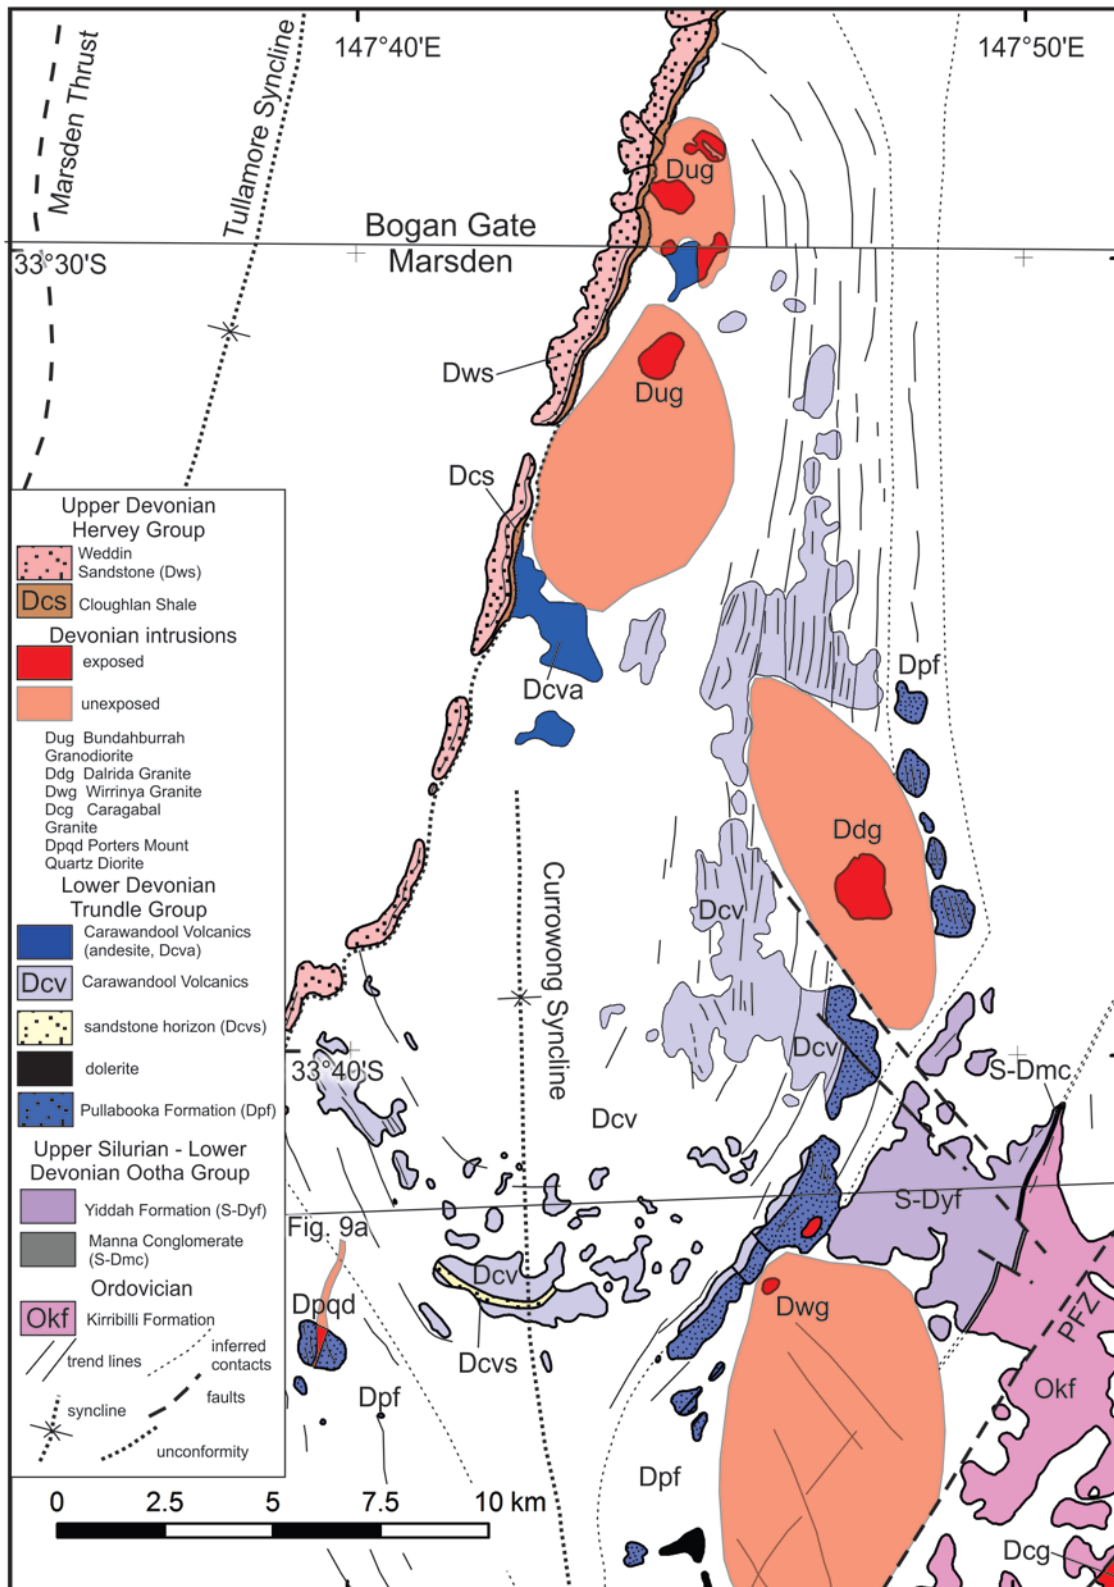 147°40'E
147°50'E
Marsden Thrust
Tullamore Syncline
Dug
Bogan Gate
Marsden
33°30'S
Dws
Dug
Dcs
Dpf
Dcva
Ddg
Currowong Syncline
Dcv
Dcv
S-Dmc
33°40'S
Dcv
S-Dyf
Fig. 9a
Dcv
Dpqd
Dwg
PFZ
Dcvs
Okf
Dpf
Dpf
Dcg
Upper Devonian
Hervey Group
Weddin
Sandstone (Dws)
Dcs Cloughlan Shale
Devonian intrusions
exposed
unexposed
Dug Bundahburrah
Granodiorite
Ddg Dalrida Granite
Dwg Wirrinya Granite
Dcg Caragabal
Granite
Dpqd Porters Mount
Quartz Diorite
Lower Devonian
Trundle Group
Carawandool Volcanics
(andesite, Dcva)
Dcv Carawandool Volcanics
sandstone horizon (Dcvs)
dolerite
Pullabooka Formation (Dpf)
Upper Silurian - Lower
Devonian Ootha Group
Yiddah Formation (S-Dyf)
Manna Conglomerate
(S-Dmc)
Ordovician
Okf Kirribilli Formation
trend lines
inferred
contacts
syncline
faults
unconformity
0 2.5 5 7.5 10 km